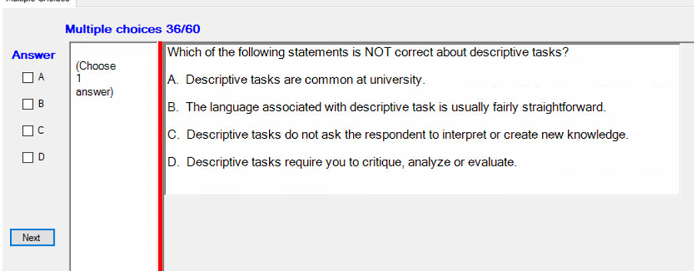 Multiple choices 36/60
Answer
A
B
C
D
Next
(Choose
1
answer)
Which of the following statements is NOT correct about descriptive tasks?
A. Descriptive tasks are common at university.
B. The language associated with descriptive task is usually fairly straightforward.
C. Descriptive tasks do not ask the respondent to interpret or create new knowledge.
D. Descriptive tasks require you to critique, analyze or evaluate.